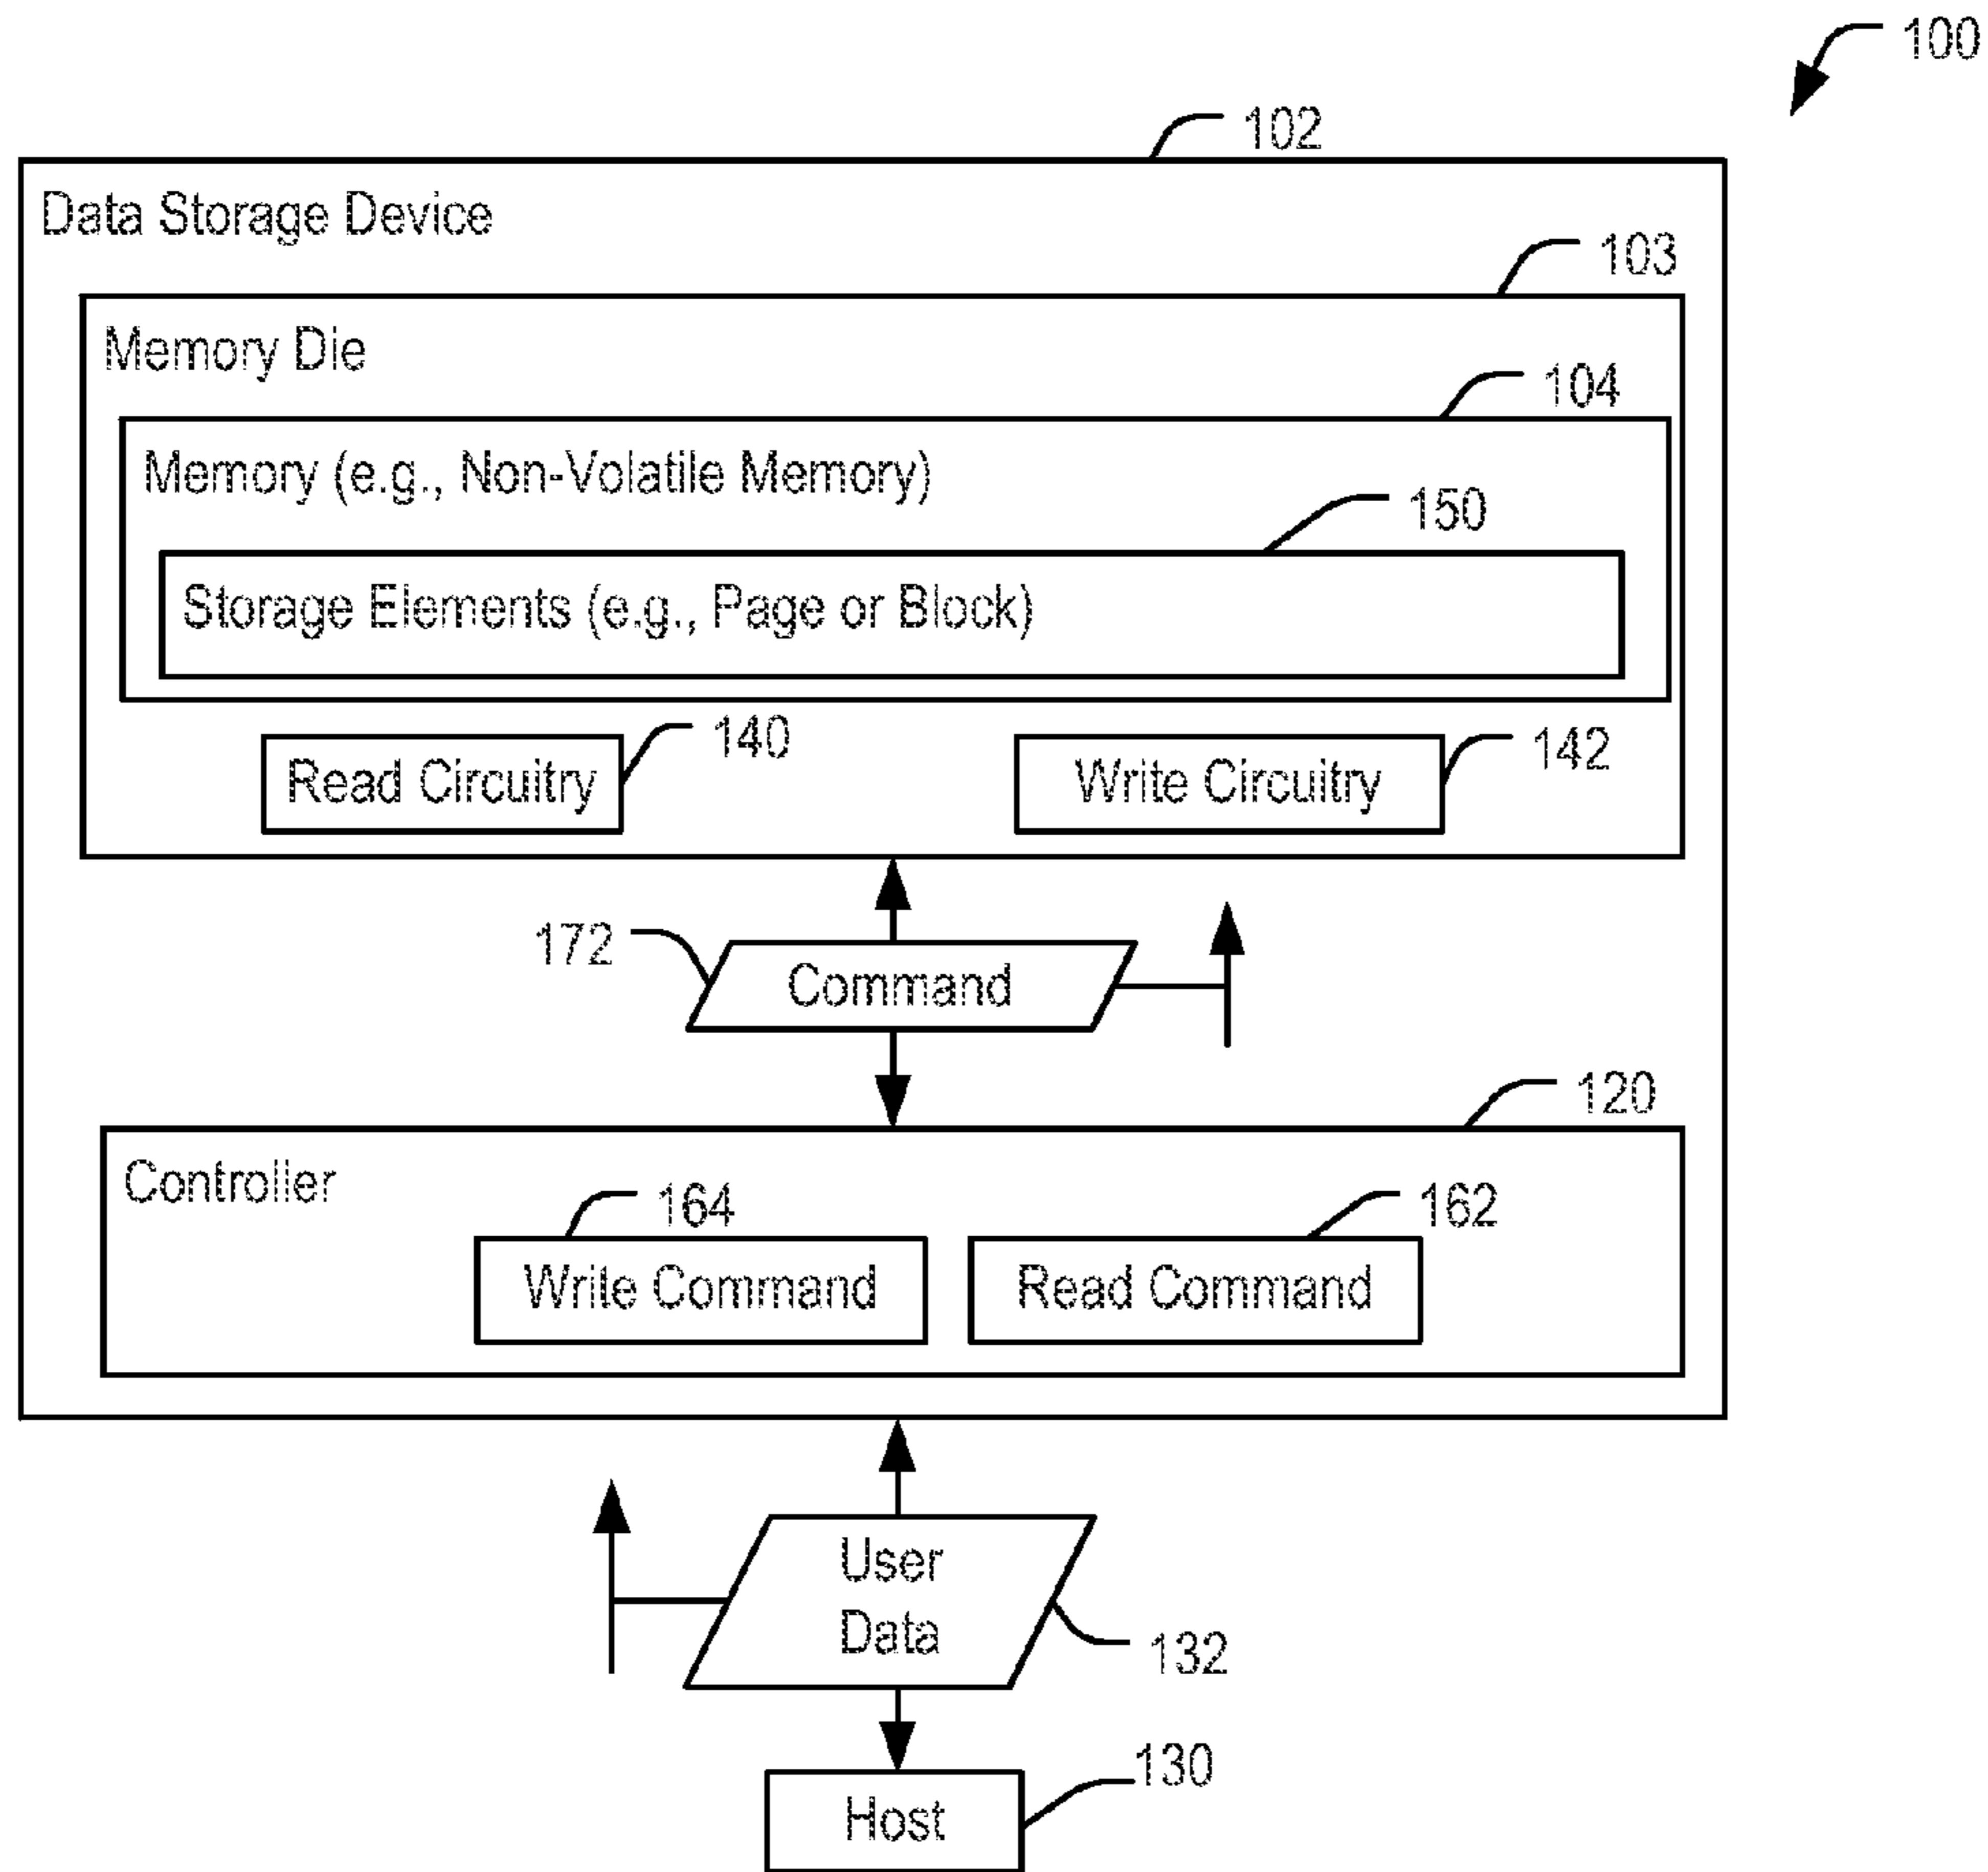 100
102
Data Storage Device
103
Memory Die
104
Memory (e.g., Non-Volatile Memory)
150
Storage Elements (e.g., Page or Block)
140
142
Read Circuitry
Write Circuitry
172
Command
120
Controller
164
162
Write Command
Read Command
User
Data
132
130
Host